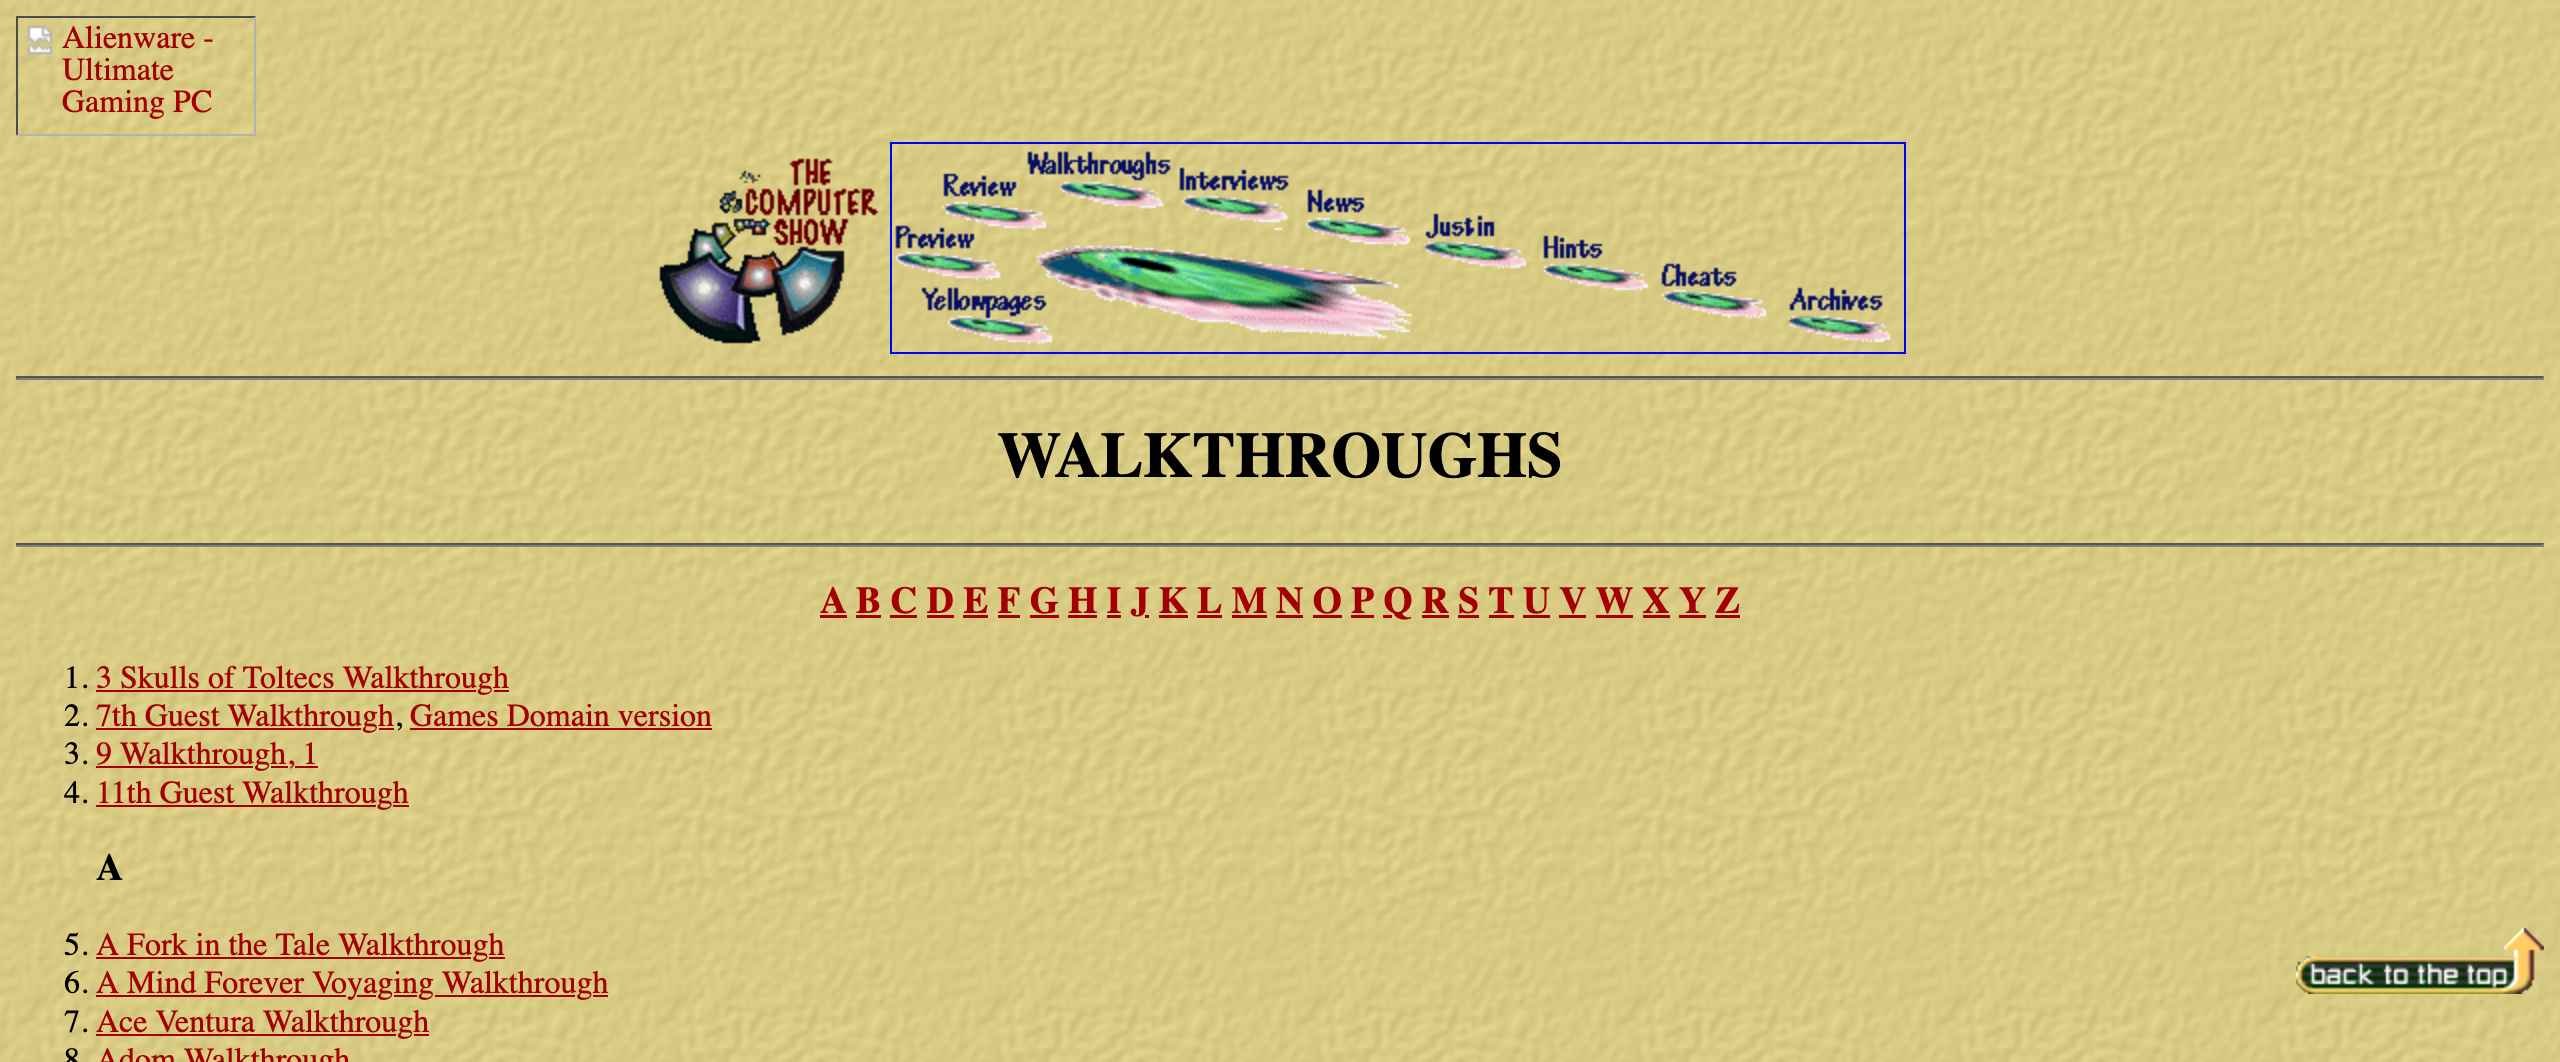 Alienware -
Ultimate
Gaming PC
THE
COMPUTER
SHOW
Walkthroughs
Review
Interviews
News
Justin
Preview
Hints
Cheats
Yellowpages
Archives
WALKTHROUGHS
A B C D E F G H I J K L M N O P Q R S T U V W X Y Z
1. 3 Skulls of Toltecs Walkthrough
2. 7th Guest Walkthrough, Games Domain version
3. 9 Walkthrough, 1
4. 11th Guest Walkthrough
A
5. A Fork in the Tale Walkthrough
6. A Mind Forever Voyaging Walkthrough
back to the top
7. Ace Ventura Walkthrough
8. Adom Walkthrough